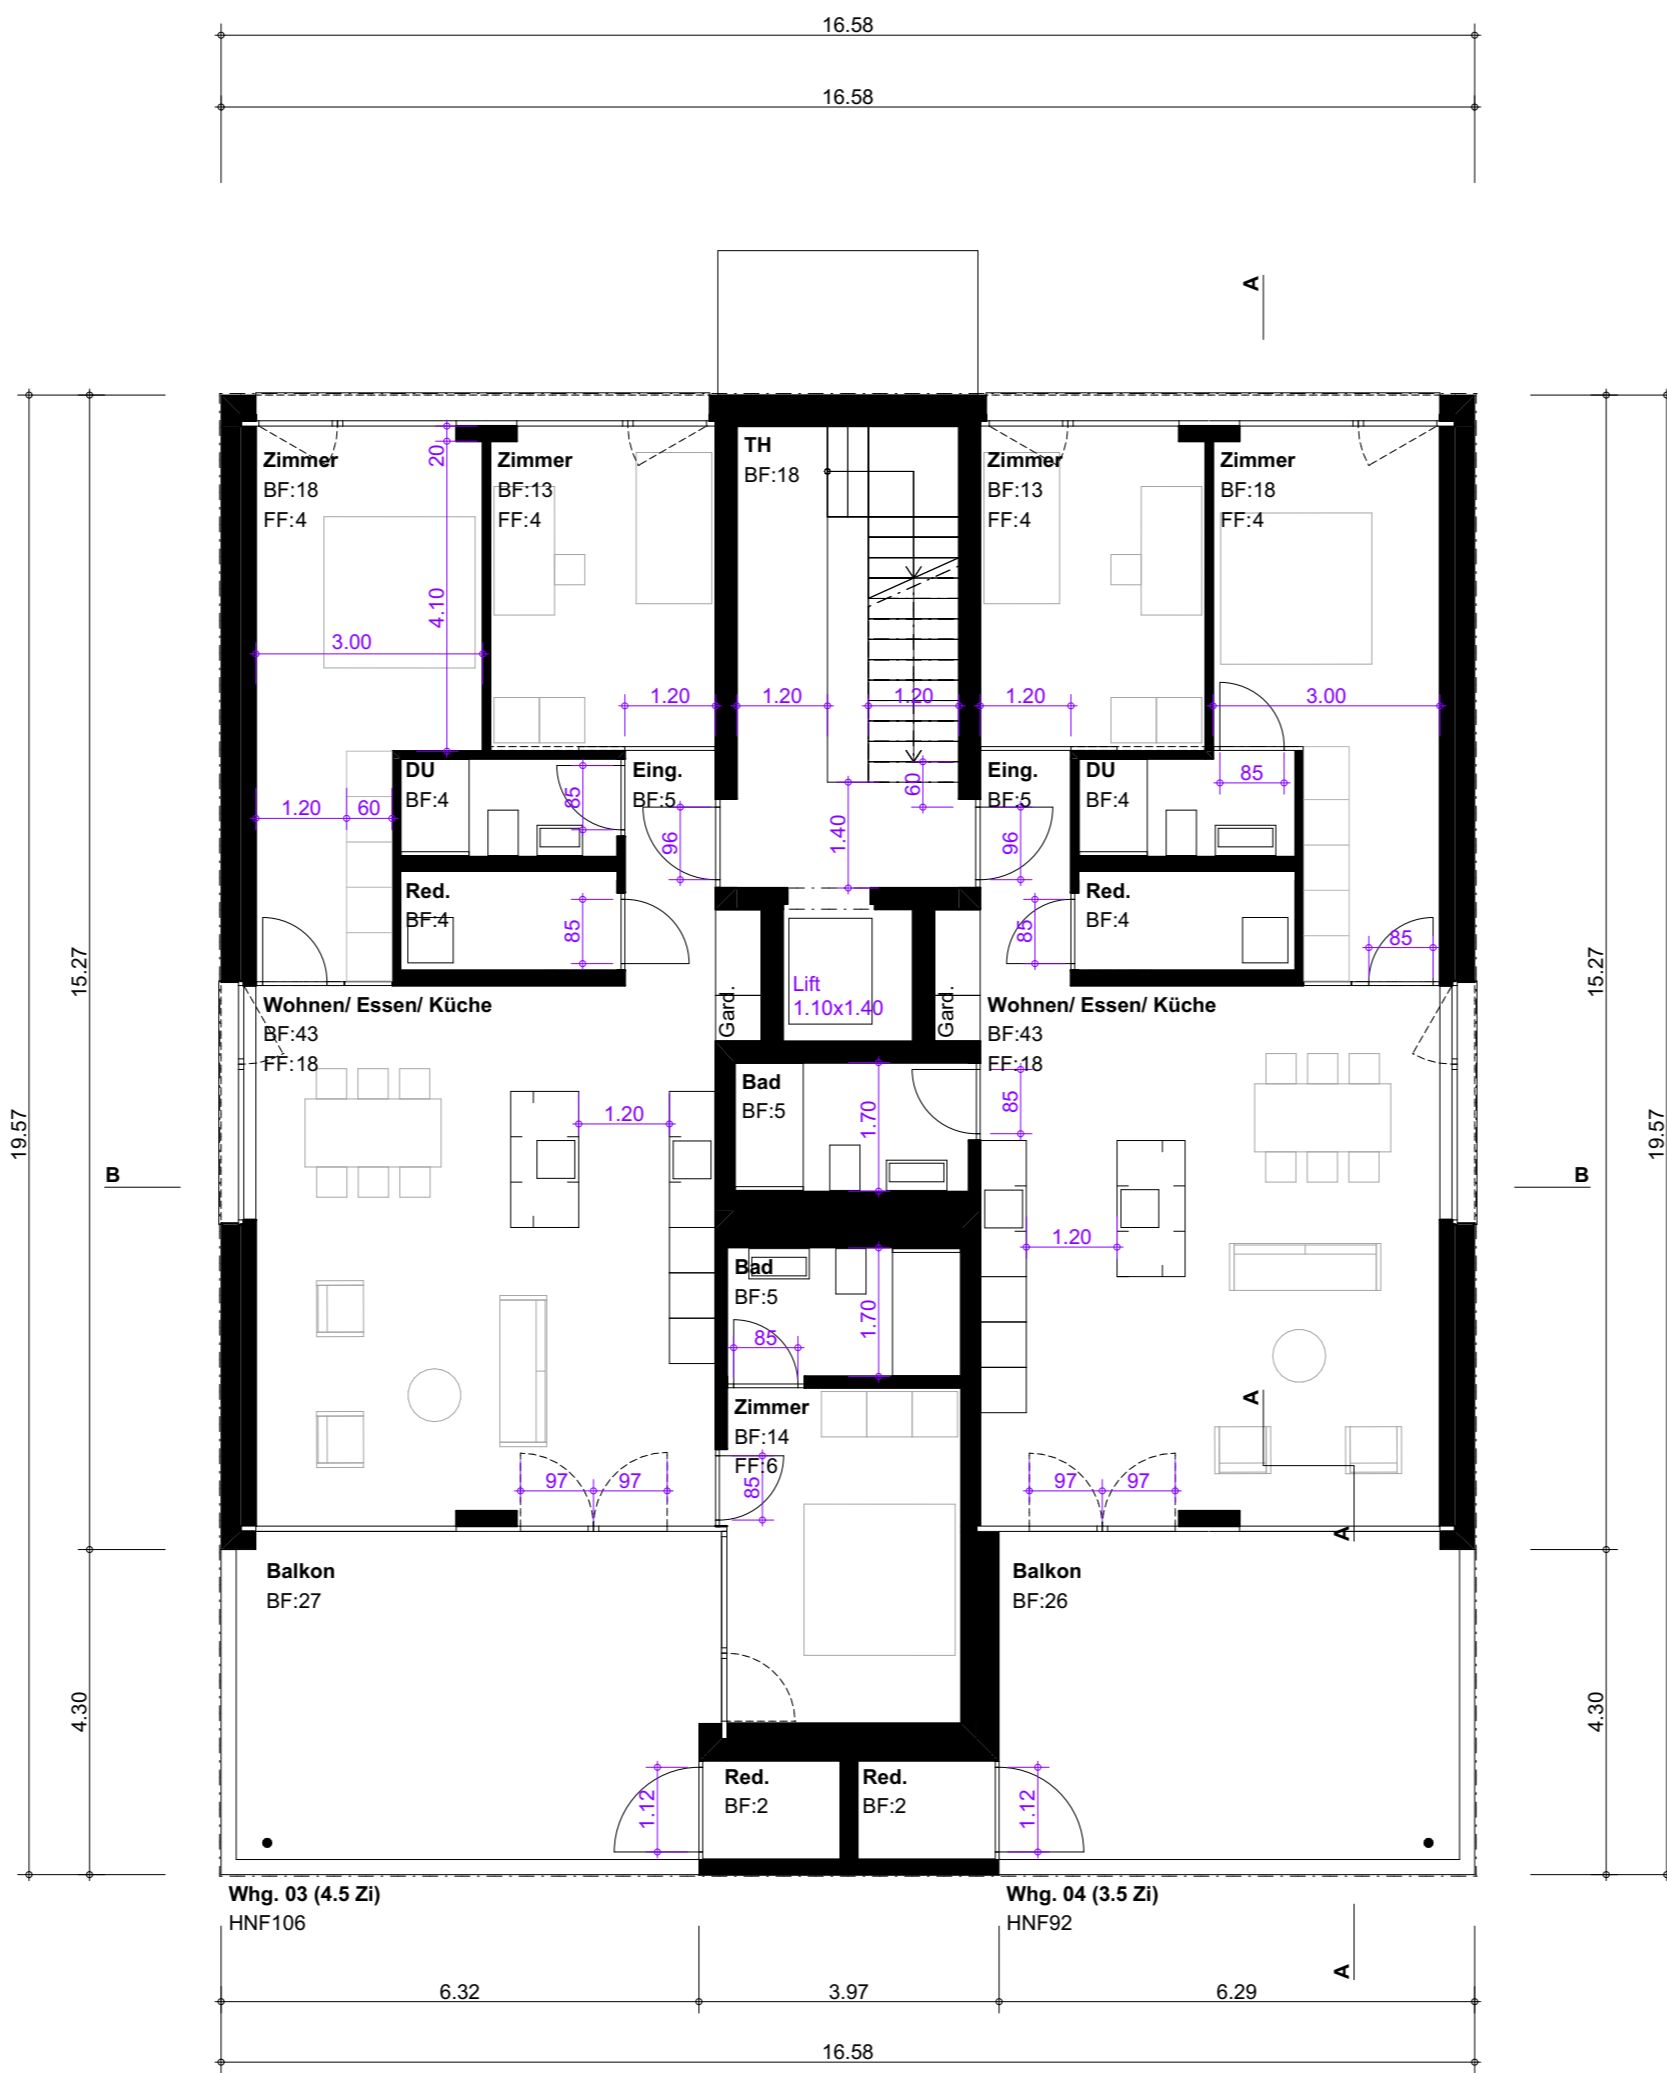 16.58
16.58
A
Zimmer
BF:18
FF:4
20
4.10
3.00
Zimmer
BF:13
FF:4
1.20
TH
BF:18
1.20
1.20
Zimmer
BF:13
FF:4
1.20
Zimmer
BF:18
FF:4
3.00
DU
BF:4
85
Eing.
BF:5
96
1.20
60
60
1.40
Eing.
BF:5
96
DU
BF:4
85
Red.
BF:4
85
Red.
BF:4
85
85
15.27
15.27
Gard.
Lift
1.10x1.40
Gard.
Wohnen/ Essen/ Küche
BF:43
FF:18
Wohnen/ Essen/ Küche
BF:43
FF:18
19.57
19.57
1.20
Bad
BF:5
1.70
85
B
B
1.20
Bad
BF:5
1.70
85
Zimmer
BF:14
FF:6
85
97
97
97
97
A
A
Balkon
BF:27
Balkon
BF:26
4.30
4.30
1.12
Red.
BF:2
Red.
BF:2
1.12
Whg. 03 (4.5 Zi)
HNF106
Whg. 04 (3.5 Zi)
HNF92
A
6.32
3.97
6.29
16.58